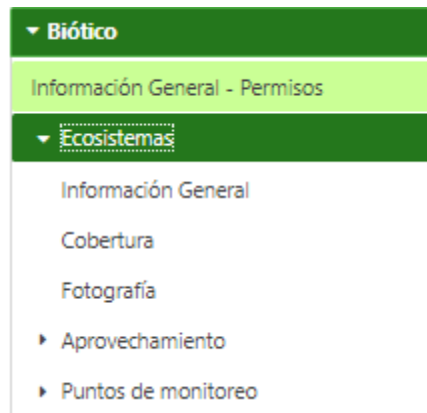 Biótico
Información General - Permisos
Ecosistemas
Información General
Cobertura
Fotografía
Aprovechamiento
Puntos de monitoreo